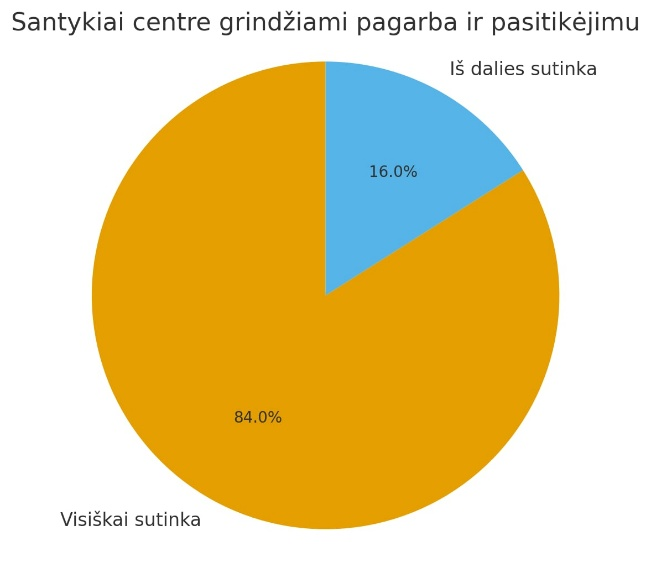 Santykiai centre grindžiami pagarba ir pasitikėjimu
Iš dalies sutinka
16.0%
84.0%
Visiškai sutinka